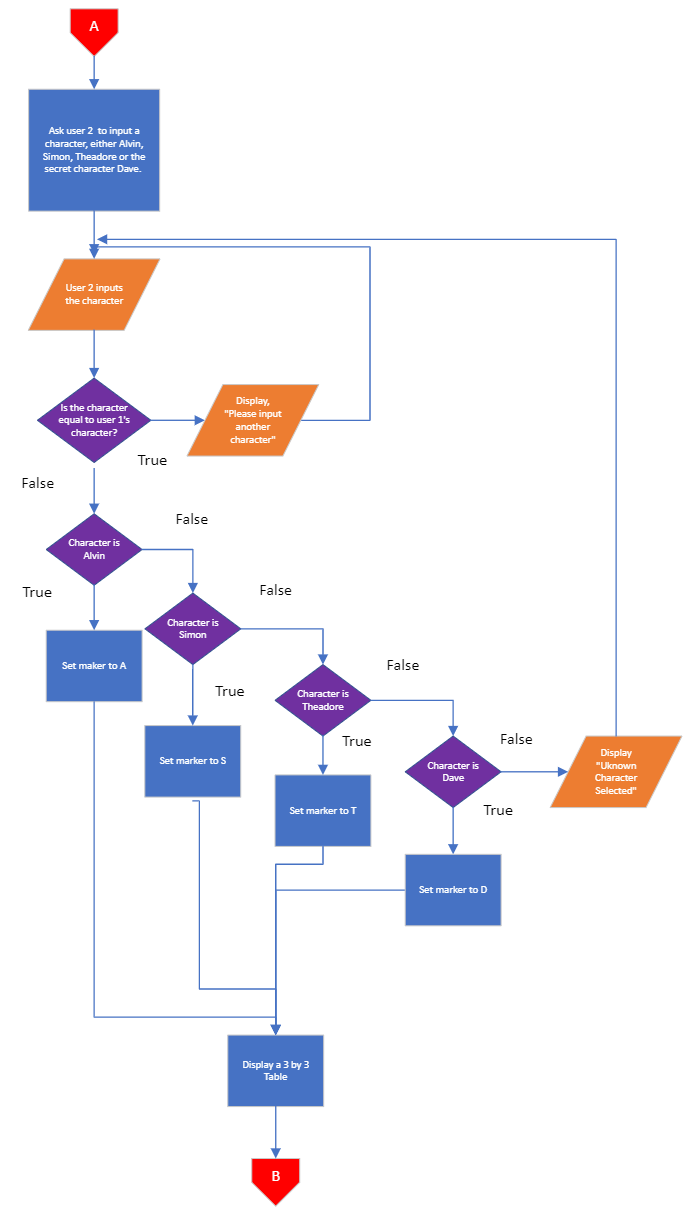 A
Ask user 2 to input a
character, either Alvin,
Simon, Theadore or the
secret character Dave.
User 2 inputs
the character
Is the character
equal to user 1's
character?
Display,
"Please input
another
character"
True
False
Character is
Alvin
False
True
Character is
Simon
False
Set maker to A
True
Character is
Theadore
False
True
Set marker to S
Character is
Dave
False
Display
"Uknown
Character
Selected"
True
Set marker to T
Set marker to D
Display a 3 by 3
Table
B